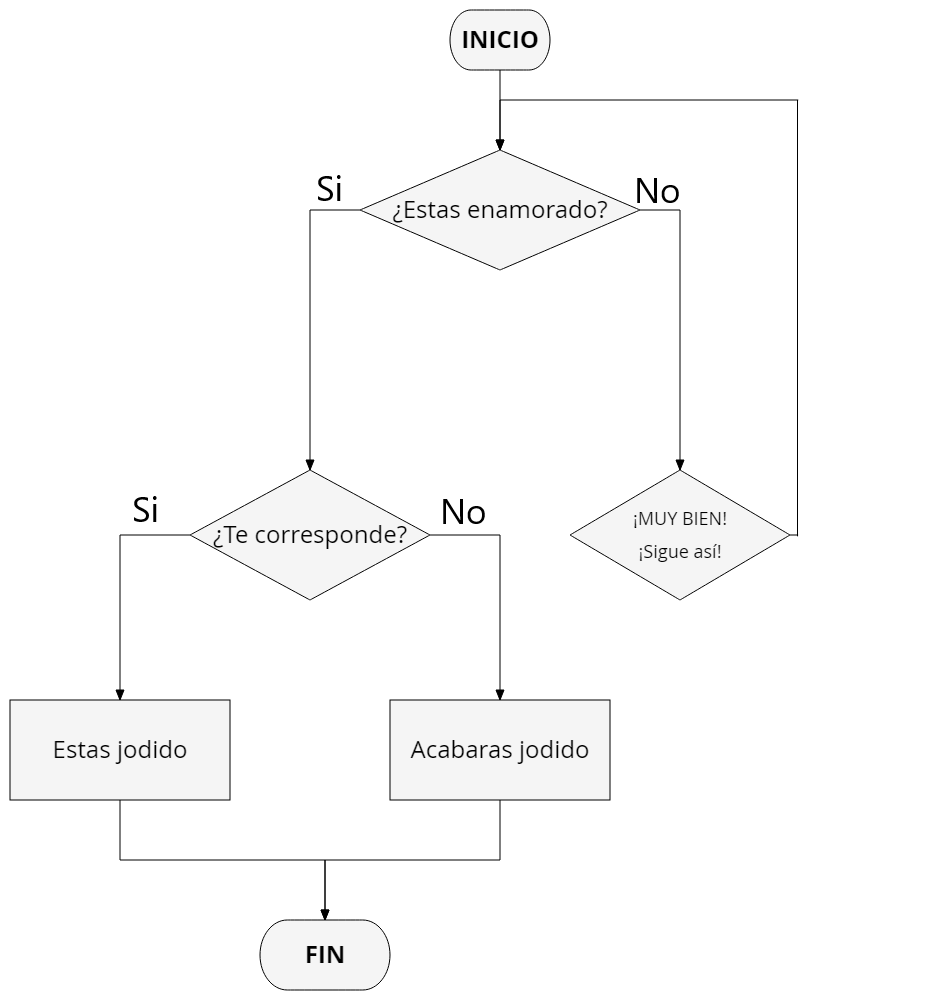 INICIO
Si
No
¿Estas enamorado?
Si
No
¿Te corresponde?
¡MUY BIEN!
¡Sigue así!
Estas jodido
Acabaras jodido
FIN